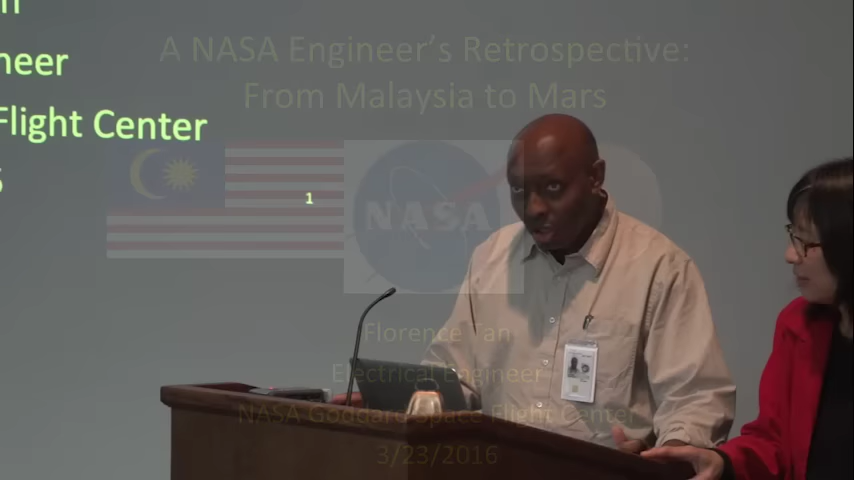 neer
Flight Center
1
A NASA Engineer's Retrospective:
From Malaysia to Mars
NASA
Florence Tan
Electrical Engineer
NASA Goddard Space Flight Center
3/23/2016